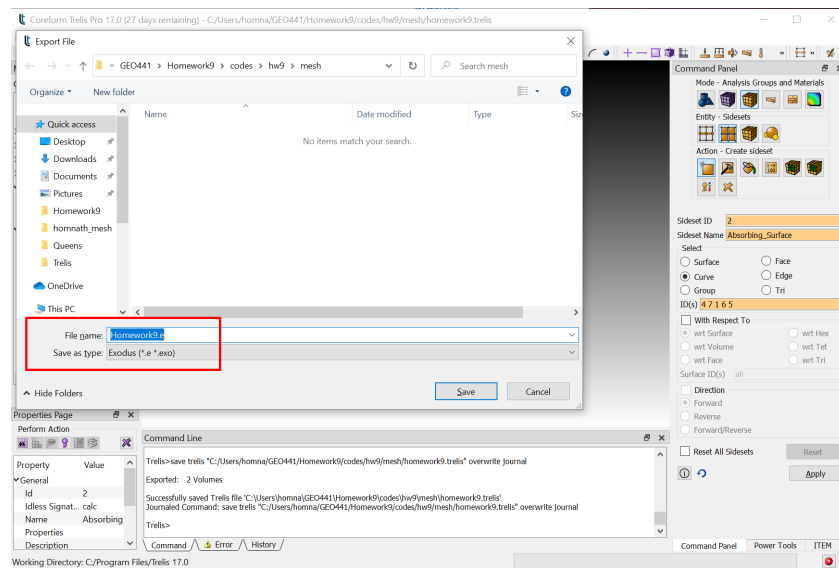 Coreform Trelis Pro 17.0 (27 days remaining) - C:/Users/homna/GEO441/Homework9/codes/hw9/mesh/homework9.trelis
Export File
« GEO441 > Homework9 > codes > hw9 > mesh
Search mesh
Organize
New folder
Name
Date modified
Type
Siz
No items match your search.
Quick access
Desktop
Downloads
Documents
Pictures
Homework9
homnath_mesh
Queens
Trelis
OneDrive
This PC
File name:
Homework9.e
Save as type:
Exodus (*.e *.exo)
Hide Folders
Save
Cancel
Command Panel
Mode - Analysis Groups and Materials
Entity - Sidesets
Action - Create sideset
Sideset ID
2
Sideset Name
Absorbing_Surface
Select
Surface
Face
Curve
Edge
Group
Tri
ID(s)
4 7 1 6 5
With Respect To
wrt Surface
wrt Hex
wrt Volume
wrt Tet
wrt Face
wrt Tri
Surface ID(s)
all
Direction
Forward
Reverse
Forward/Reverse
Reset All Sidesets
Reset
Apply
Command Panel
Power Tools
ITEM
Properties Page
Perform Action
Property
Value
General
Id
2
Idless Signat...
calc
Name
Absorbing
Properties
Description
Command Line
Trelis>save trelis "C:/Users/homna/GEO441/Homework9/codes/hw9/mesh/homework9.trelis" overwrite journal
Exported: 2 Volumes
Successfully saved Trelis file 'C:\Users\homna\GEO441\Homework9\codes\hw9\mesh\homework9.trelis'
Journaled Command: save trelis "C:/Users/homna/GEO441/Homework9/codes/hw9/mesh/homework9.trelis" overwrite journal
Trelis>
Command
Error
History
Working Directory: C:/Program Files/Trelis 17.0